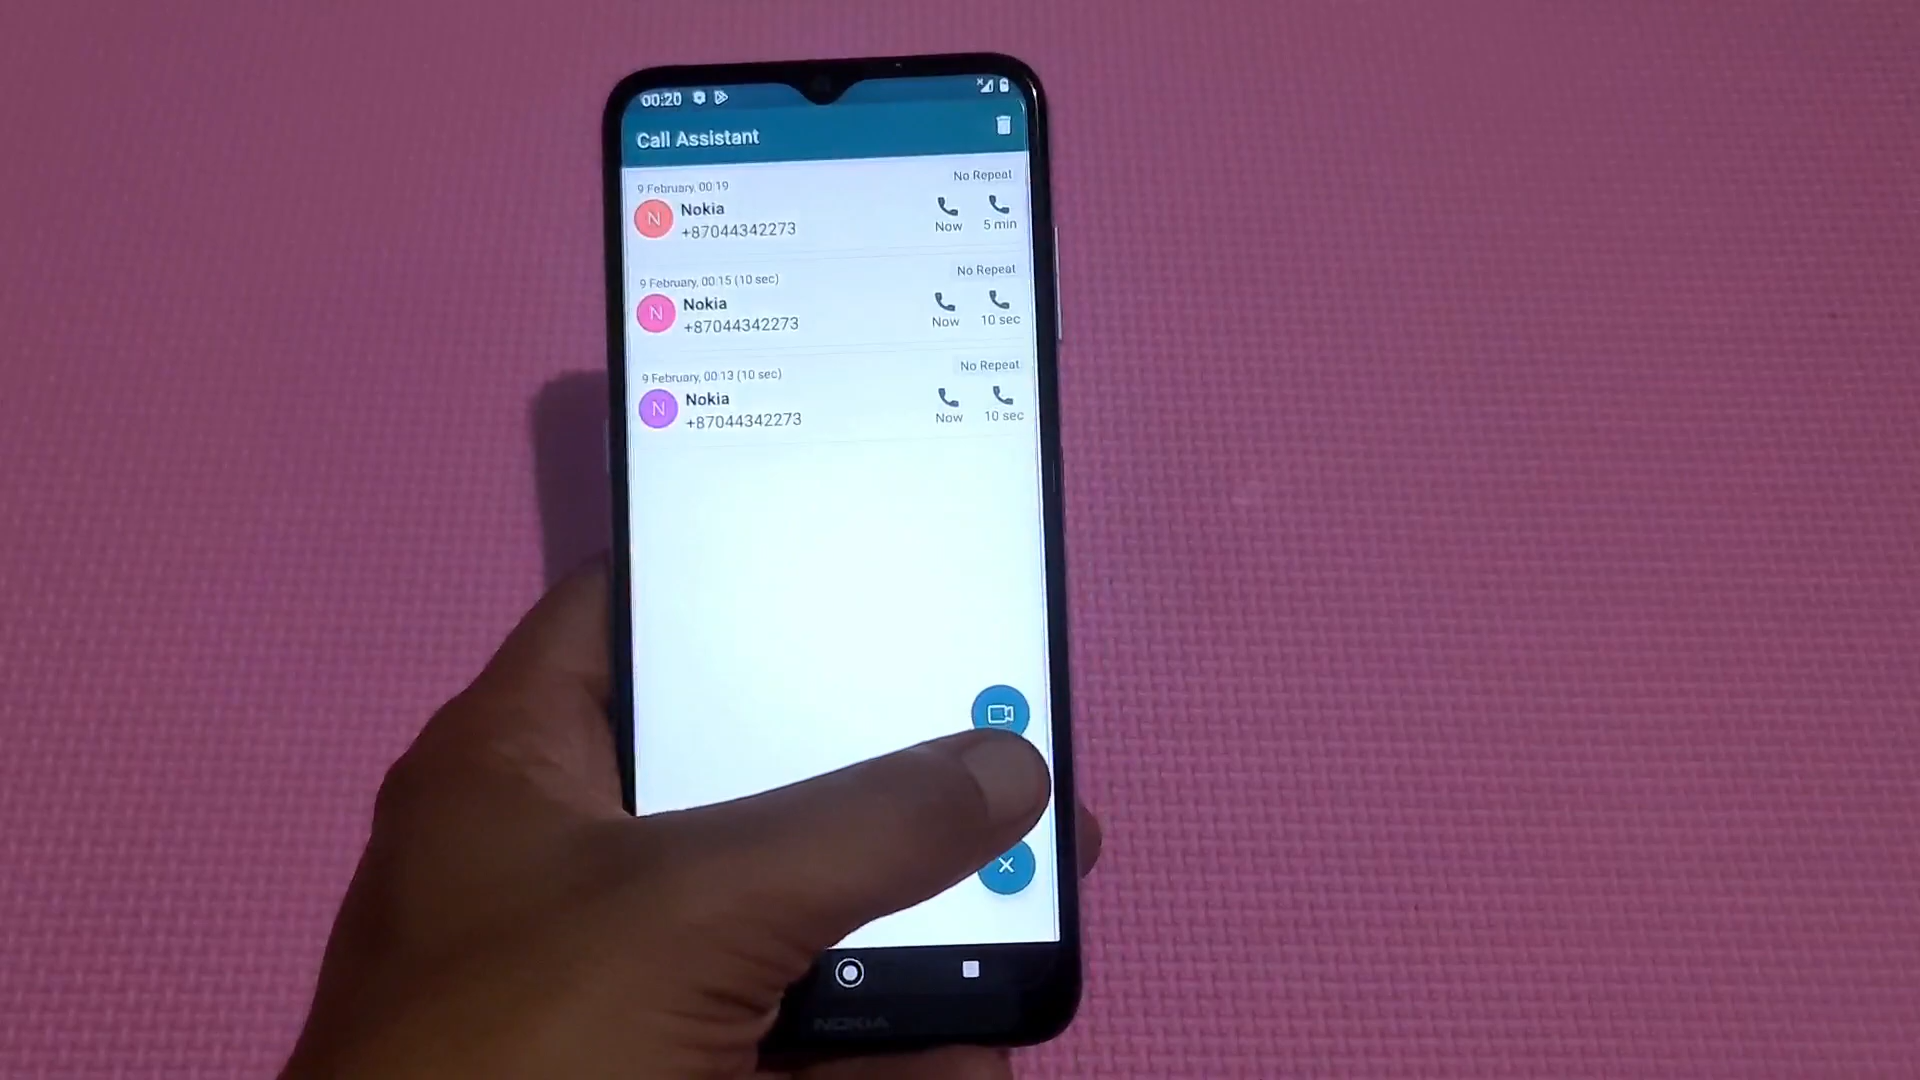 00:20
Call Assistant
9 February, 00:19
No Repeat
N
Nokia
+87044342273
Now
5 min
9 February, 00:15 (10 sec)
No Repeat
N
Nokia
+87044342273
Now
10 sec
9 February, 00:13 (10 sec)
No Repeat
N
Nokia
+87044342273
Now
10 sec
NOKIA